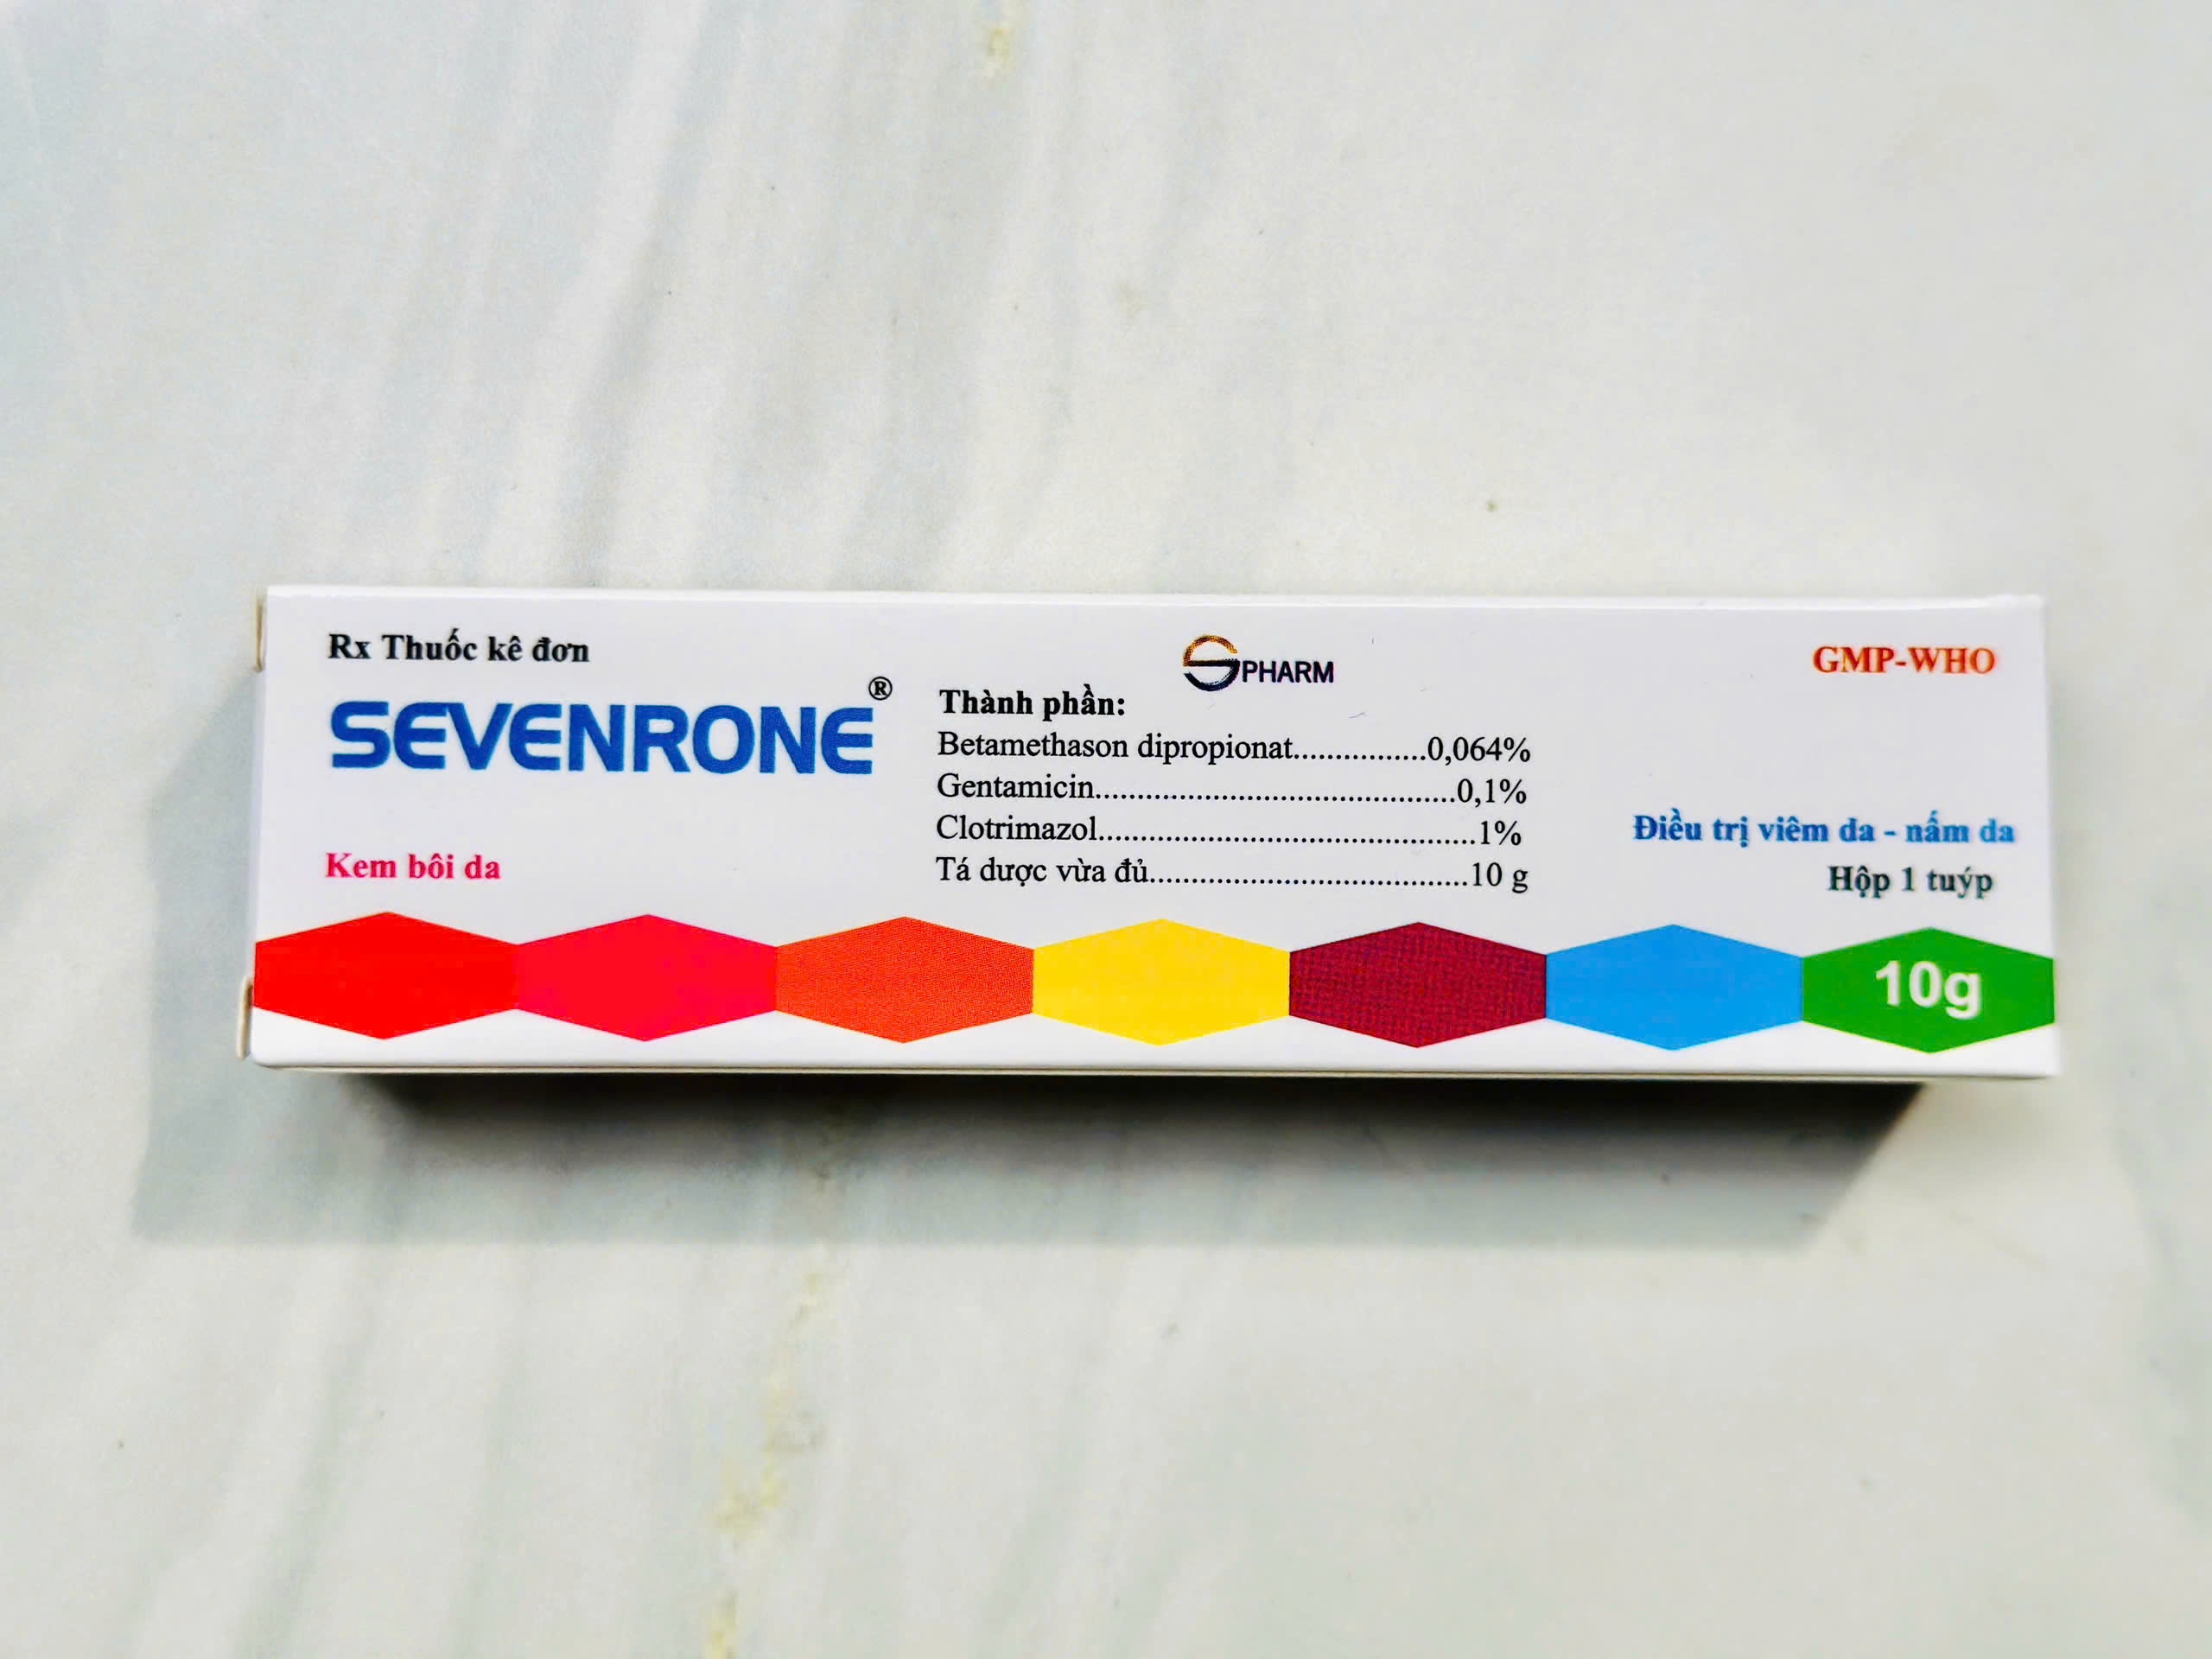 Rx Thuốc kê đơn
SEVENRONE®
Kem bôi da
SPHARM
Thành phần:
Betamethason dipropionat................0,064%
Gentamicin...........................................0,1%
Clotrimazol.............................................1%
Tá dược vừa đủ......................................10 g
GMP-WHO
Điều trị viêm da - nấm da
Hộp 1 tuýp
10g